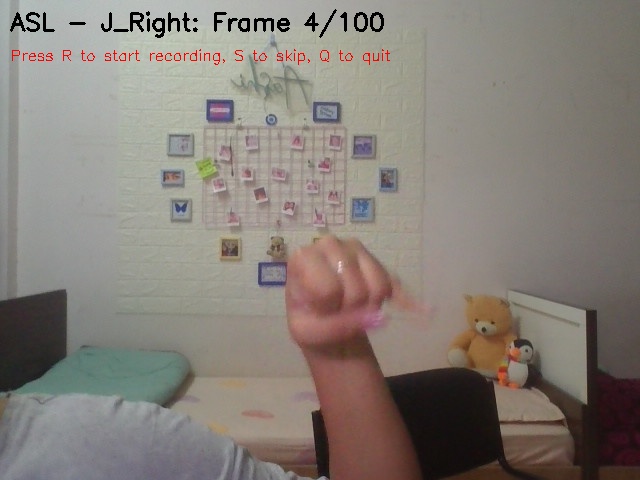 ASL - J_Right: Frame 4/100
Press R to start recording, S to skip, Q to quit